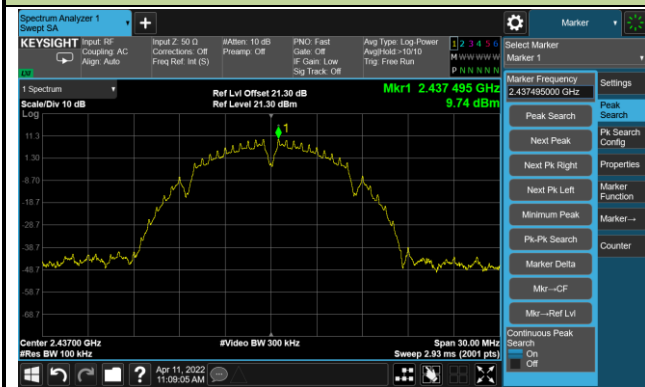 Spectrum Analyzer 1
Swept SA
+
Marker
KEYSIGHT
Input: RF
Coupling: AC
Align: Auto
Input Z: 50 Ω
Corrections: Off
Freq Ref: Int (S)
#Atten: 10 dB
Preamp: Off
PNO: Fast
Gate: Off
IF Gain: Low
Sig Track: Off
Avg Type: Log-Power
Avg|Hold:>10/10
Trig: Free Run
1 2 3 4 5 6
M W W W W W
P N N N N N
LXI
Select Marker
Marker 1
1 Spectrum
Scale/Div 10 dB
Log
Ref Lvl Offset 21.30 dB
Ref Level 21.30 dBm
Mkr1 2.437 495 GHz
9.74 dBm
1
11.3
1.30
-8.70
-18.7
-28.7
-38.7
-48.7
-58.7
-68.7
Center 2.43700 GHz
#Res BW 100 kHz
#Video BW 300 kHz
Span 30.00 MHz
Sweep 2.93 ms (2001 pts)
Marker Frequency
2.437495000 GHz
Peak Search
Next Peak
Next Pk Right
Next Pk Left
Minimum Peak
Pk-Pk Search
Marker Delta
Mkr→CF
Mkr→Ref Lvl
Continuous Peak
Search
On
Off
Settings
Peak
Search
Pk Search
Config
Properties
Marker
Function
Marker→
Counter
?
Apr 11, 2022
11:09:05 AM